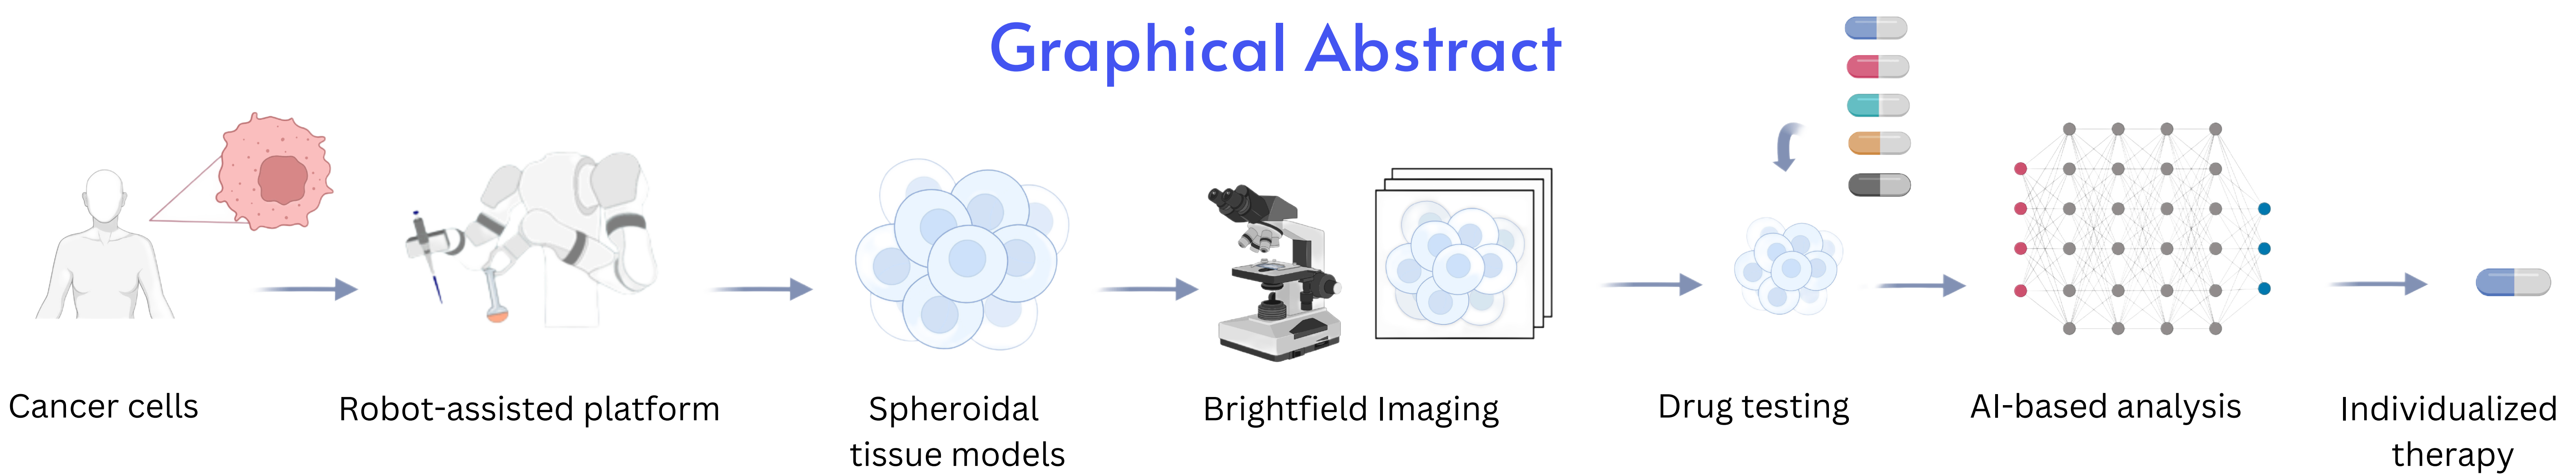 Graphical Abstract
Cancer cells
Robot-assisted platform
Spheroidal
tissue models
Brightfield Imaging
Drug testing
AI-based analysis
Individualized
therapy